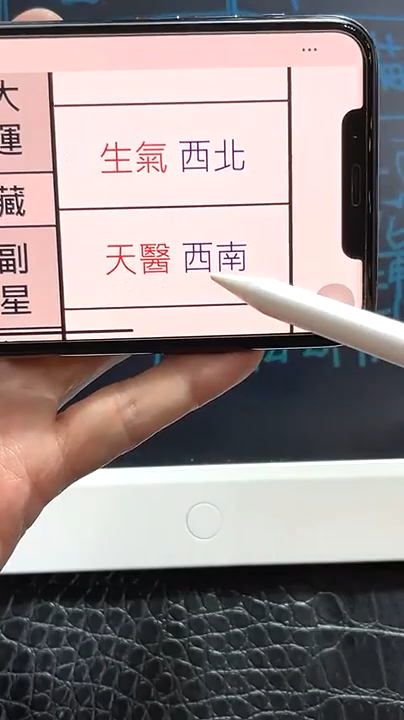 大
運
藏
副
星
生氣 西北
天醫 西南